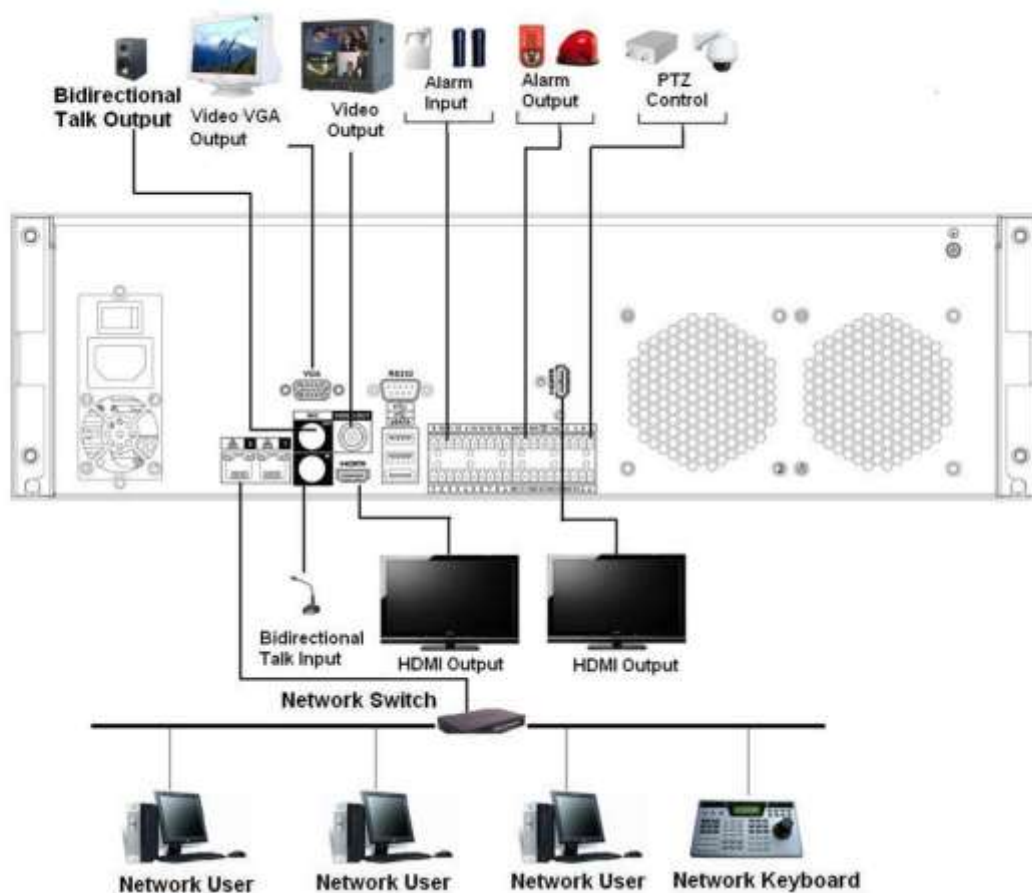 Bidirectional
Talk Output
Video VGA
Output
Video
Output
Alarm
Input
Alarm
Output
PTZ
Control
VGA
RS232
HDMI
Bidirectional
Talk Input
HDMI Output
HDMI Output
Network Switch
Network User
Network User
Network User
Network Keyboard